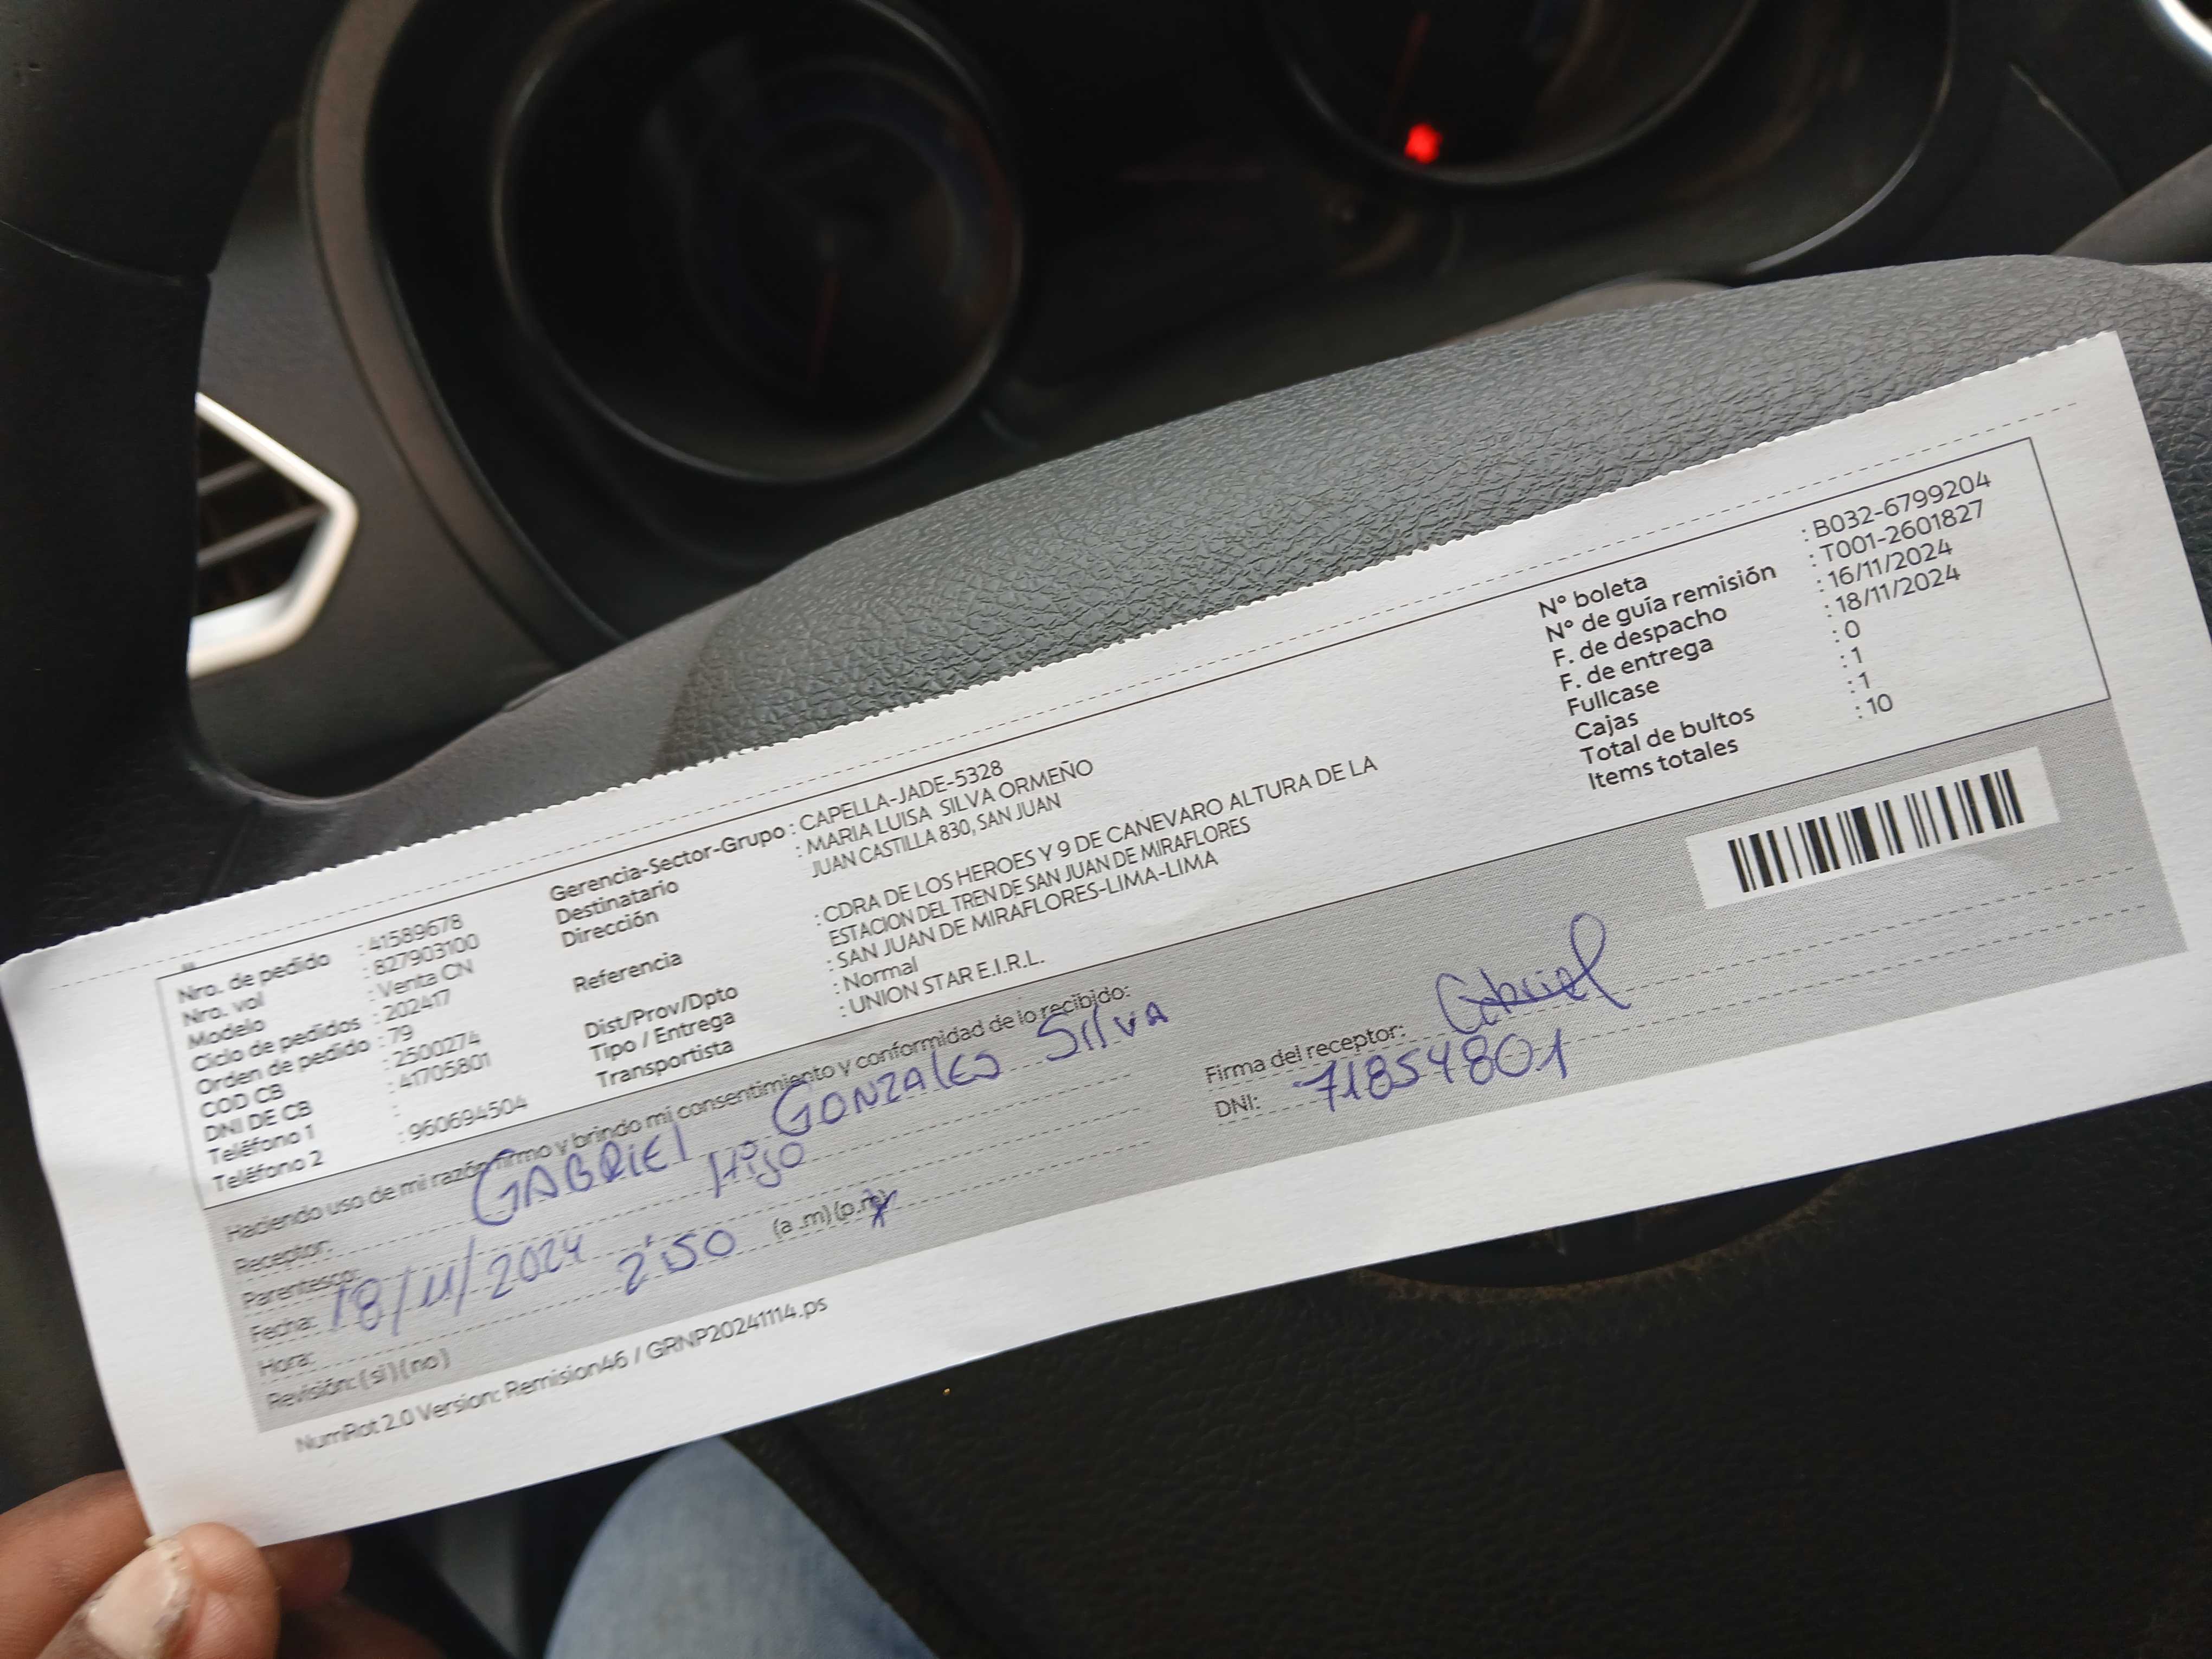 Nro. de pedido : 41589678
Nro. vol : 827903100
Modelo : Venta CN
Ciclo de pedidos : 202417
Orden de pedido : 79
COD CB : 2500274
DNI DE CB : 41705801
Teléfono 1 :
Teléfono 2 : 960694504
Gerencia-Sector-Grupo : CAPELLA-JADE-5328
Destinatario : MARIA LUISA SILVA ORMEÑO
Dirección JUAN CASTILLA 830, SAN JUAN
Referencia : CDRA DE LOS HEROES Y 9 DE CANEVARO ALTURA DE LA
ESTACION DEL TREN DE SAN JUAN DE MIRAFLORES
Dist/Prov/Dpto : SAN JUAN DE MIRAFLORES-LIMA-LIMA
Tipo / Entrega : Normal
Transportista : UNION STAR E.I.R.L.
N° boleta : B032-6799204
N° de guía remisión : T001-2601827
F. de despacho : 16/11/2024
F. de entrega : 18/11/2024
Fullcase : 0
Cajas : 1
Total de bultos : 1
Items totales : 10
Haciendo uso de mi razón firmo y brindo mi consentimiento y conformidad de lo recibido:
Receptor: GABRIEL GONZALES SILVA
Parentesco: Hijo
Fecha: 18/11/2024
Hora: 2:50 (a .m) (p.m)
Revisión: ( si ) ( no )
Firma del receptor: Gabriel
DNI: 71854801
NumRot 2.0 Version: Remision46 / GRNP20241114.ps